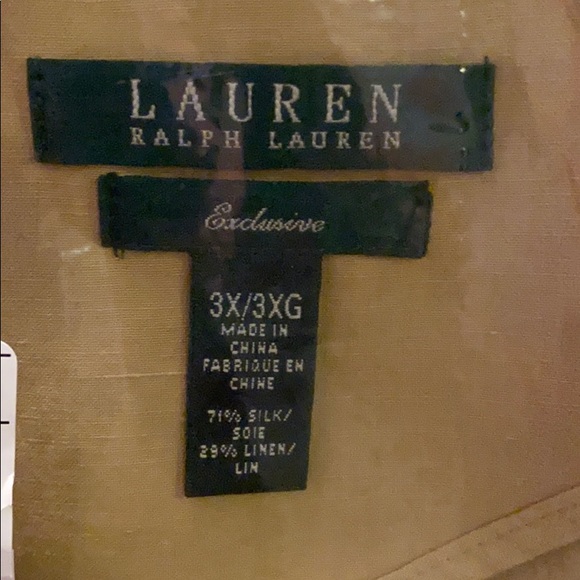 LAUREN
RALPH LAUREN
Exclusive
3X/3XG
MADE IN
CHINA
FABRIQUE EN
CHINE
71% SILK/
SOIE
29% LINEN/
LIN